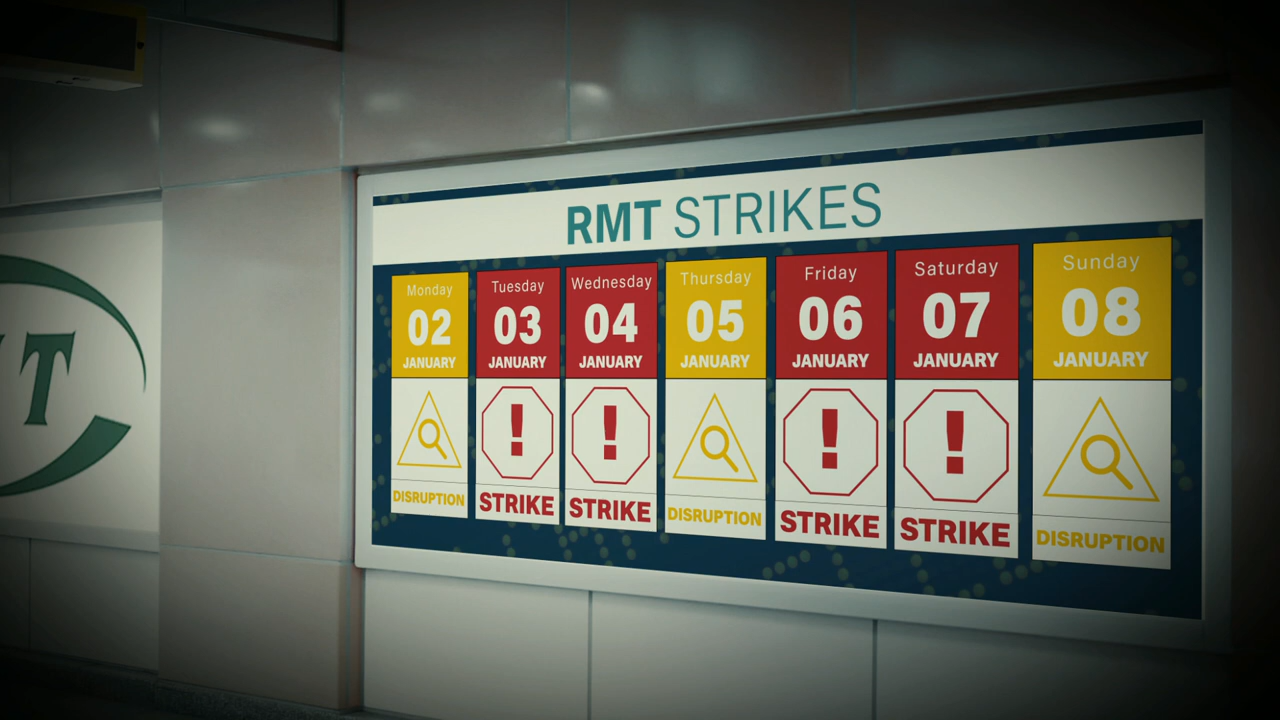 RMT STRIKES
Monday
02
JANUARY
DISRUPTION
Tuesday
03
JANUARY
STRIKE
Wednesday
04
JANUARY
STRIKE
Thursday
05
JANUARY
DISRUPTION
Friday
06
JANUARY
STRIKE
Saturday
07
JANUARY
STRIKE
Sunday
08
JANUARY
DISRUPTION
T